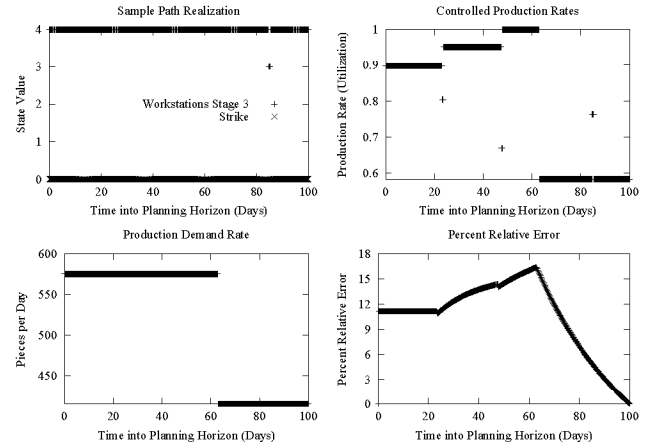 Sample Path Realization
4
3
2
1
0
State Value
Workstations Stage 3
Strike
0 20 40 60 80 100
Time into Planning Horizon (Days)
Controlled Production Rates
1
0.9
0.8
0.7
0.6
Production Rate (Utilization)
0 20 40 60 80 100
Time into Planning Horizon (Days)
Production Demand Rate
600
550
500
450
Pieces per Day
0 20 40 60 80 100
Time into Planning Horizon (Days)
Percent Relative Error
18
15
12
9
6
3
0
Percent Relative Error
0 20 40 60 80 100
Time into Planning Horizon (Days)